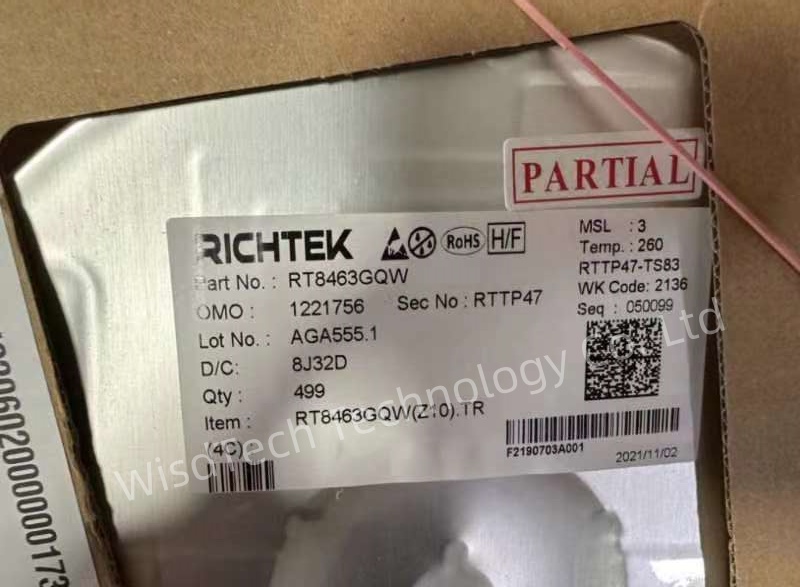 PARTIAL
RICHTEK RoHS H/F
MSL : 3
Temp. : 260
RTTP47-TS83
WK Code: 2136
Seq : 050099
Part No. : RT8463GQW
OMO : 1221756 Sec No : RTTP47
Lot No. : AGA555.1
D/C: 8J32D
Qty : 499
Item : RT8463GQW(Z10).TR
(4C)
F2190703A001
2021/11/02
Technology Co Ltd